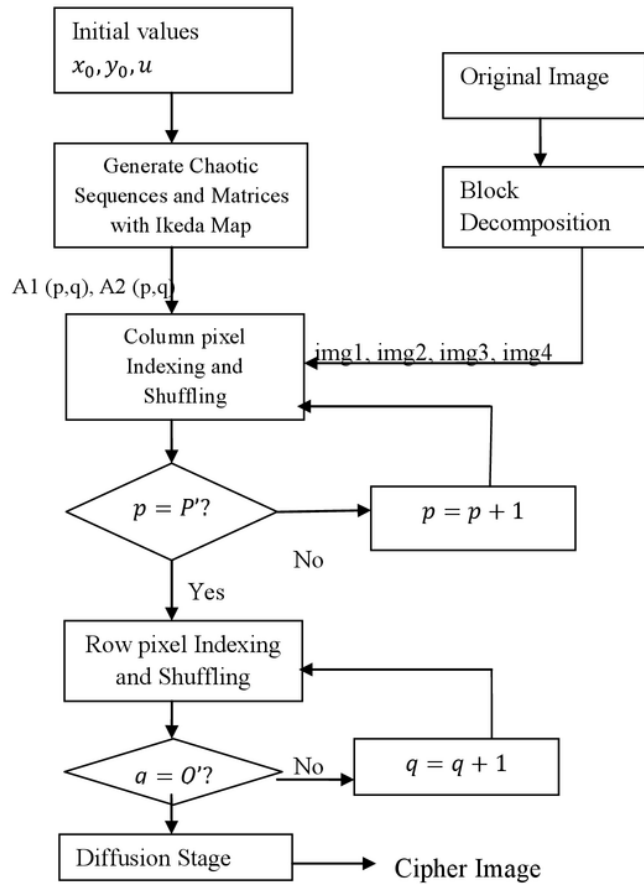 Initial values
x₀, y₀, u
Original Image
Generate Chaotic
Sequences and Matrices
with Ikeda Map
Block
Decomposition
A1 (p,q), A2 (p,q)
Column pixel
Indexing and
Shuffling
img1, img2, img3, img4
p = P'?
p = p + 1
No
Yes
Row pixel Indexing
and Shuffling
a = O'?
No
q = q + 1
Diffusion Stage
Cipher Image